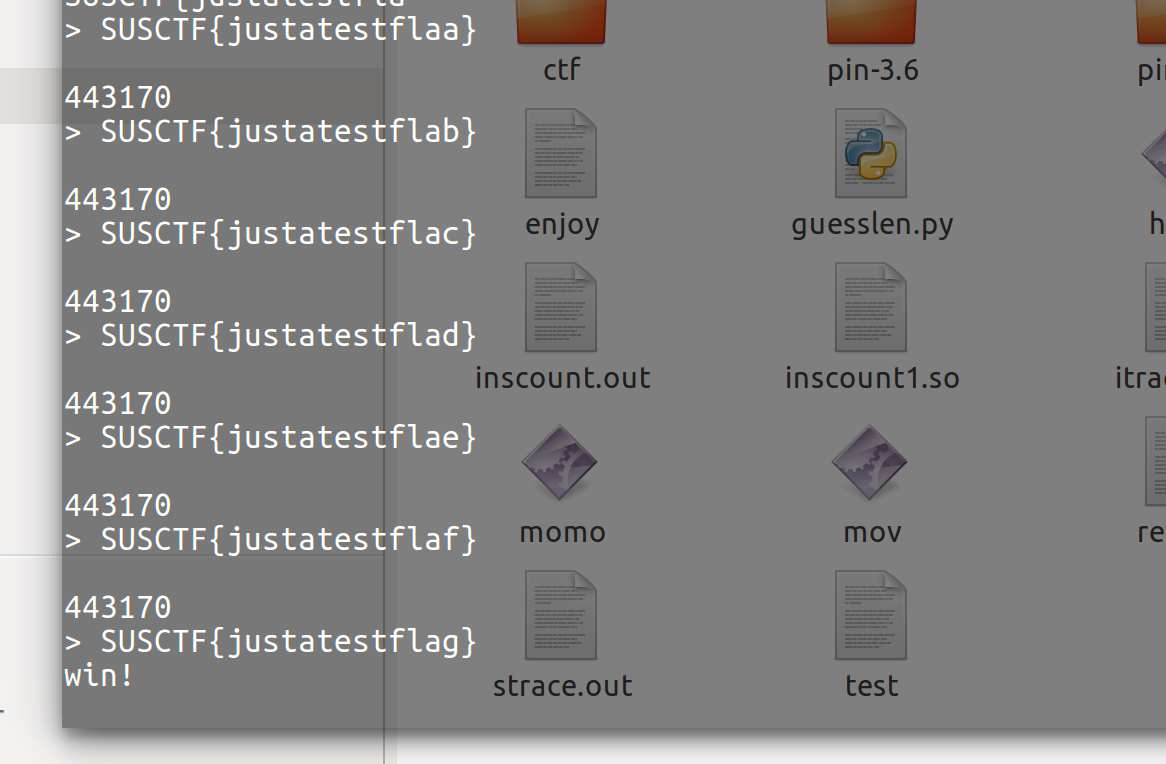 > SUSCTF{justatestflaa}
443170
> SUSCTF{justatestflab}
443170
> SUSCTF{justatestflac}
443170
> SUSCTF{justatestflad}
443170
> SUSCTF{justatestflae}
443170
> SUSCTF{justatestflaf}
443170
> SUSCTF{justatestflag}
win!
ctf
pin-3.6
pi
enjoy
guesslen.py
h
inscount.out
inscount1.so
itra
momo
mov
re
strace.out
test